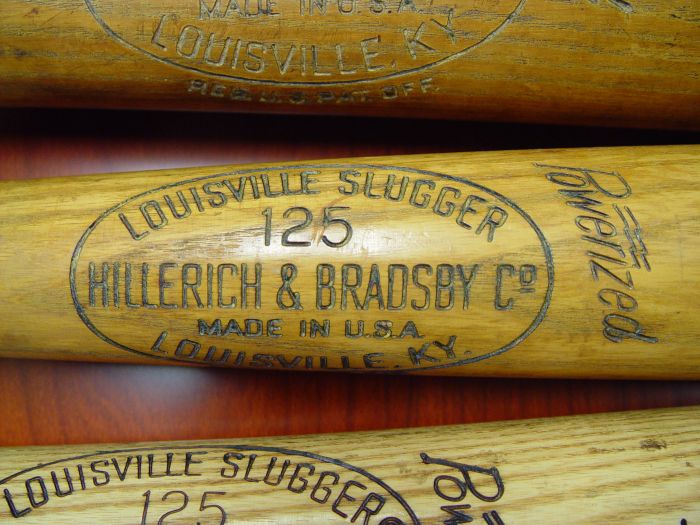 MADE IN U.S.A.
LOUISVILLE, KY.
REG. U.S. PAT. OFF.
LOUISVILLE SLUGGER
125
HILLERICH & BRADSBY Co
MADE IN U.S.A
LOUISVILLE, KY.
Powerized
LOUISVILLE SLUGGER
125